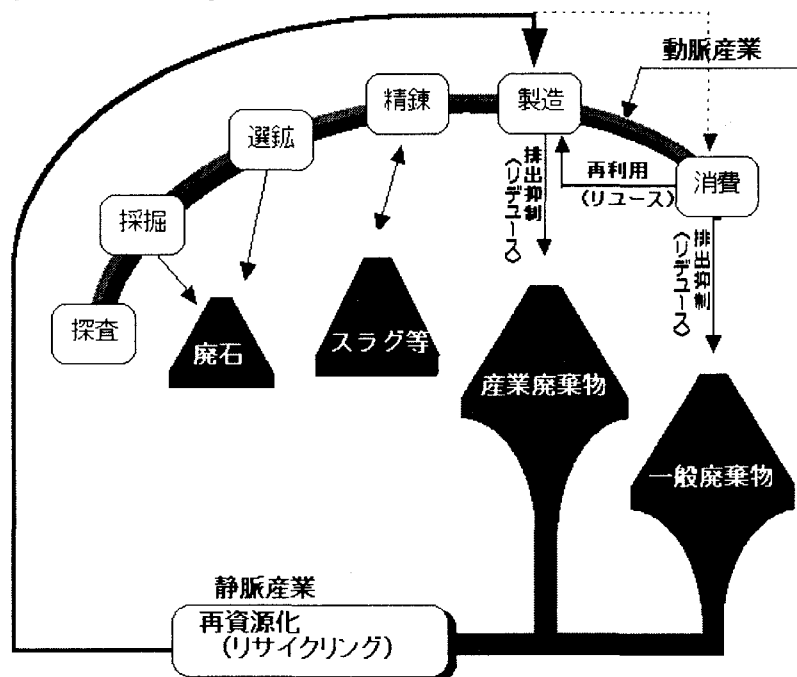 動脈産業
精錬
製造
選鉱
排出抑制
〈リデュース〉
再利用
(リユース)
消費
採掘
排出抑制
〈リデュース〉
探査
廃石
スラグ等
産業廃棄物
一般廃棄物
静脈産業
再資源化
(リサイクリング)